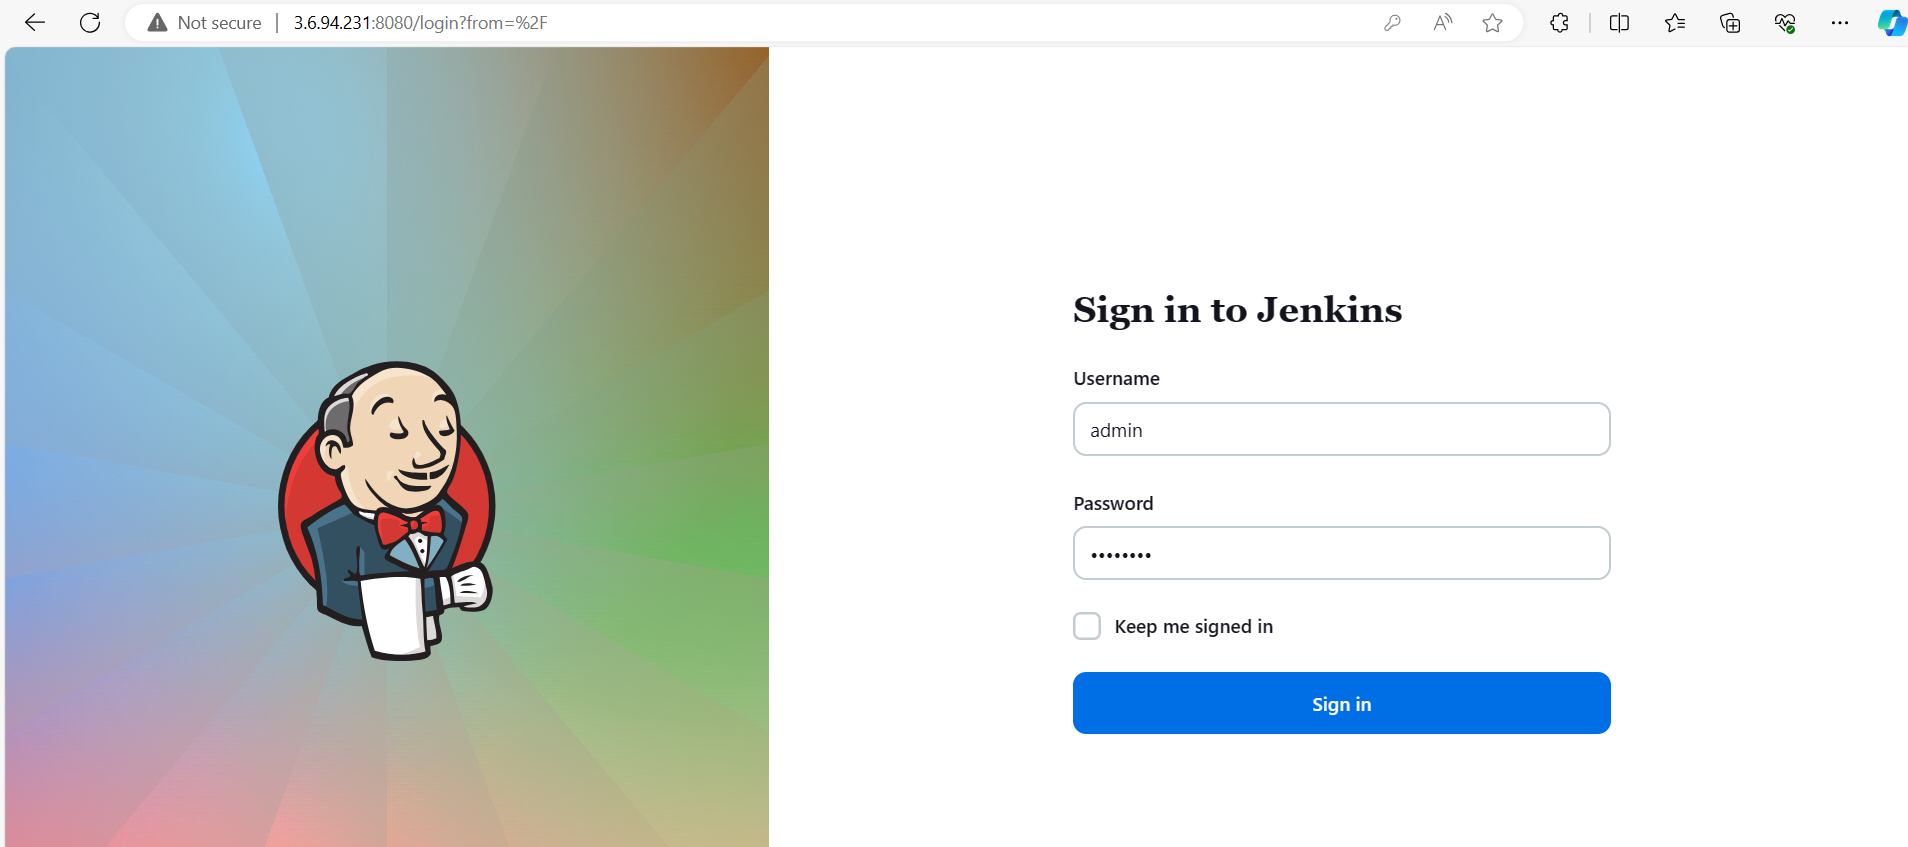 Not secure | 3.6.94.231:8080/login?from=%2F
Sign in to Jenkins
Username
admin
Password
••••••••
Keep me signed in
Sign in